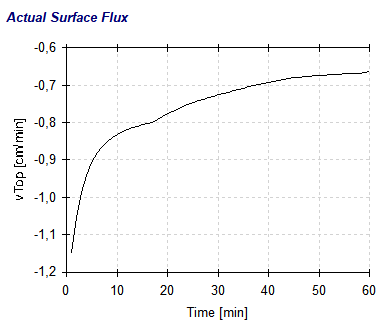 Actual Surface Flux
-0,6
-0,7
-0,8
-0,9
-1,0
-1,1
-1,2
vTop [cm/min]
0 10 20 30 40 50 60
Time [min]